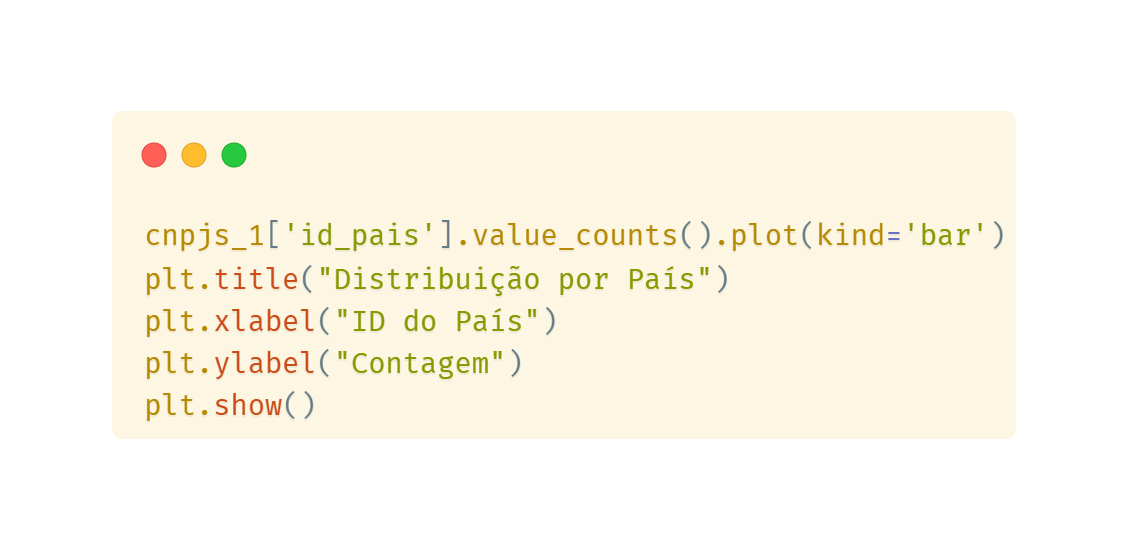 cnpjs_1['id_pais'].value_counts().plot(kind='bar')
plt.title("Distribuição por País")
plt.xlabel("ID do País")
plt.ylabel("Contagem")
plt.show()